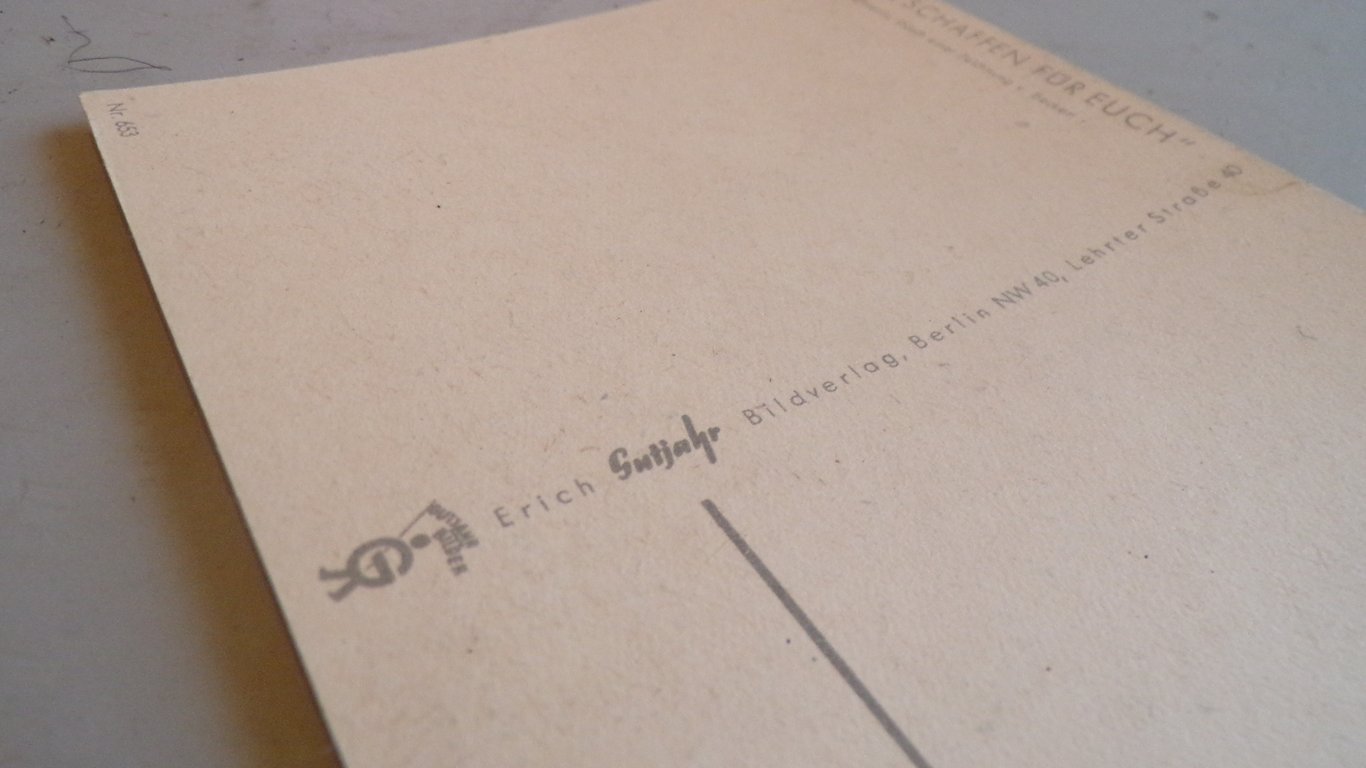 Nr. 653
SCHAFFEN FÜR EUCH“
Erich Gutjahr Bildverlag, Berlin NW 40, Lehrter Straße 40